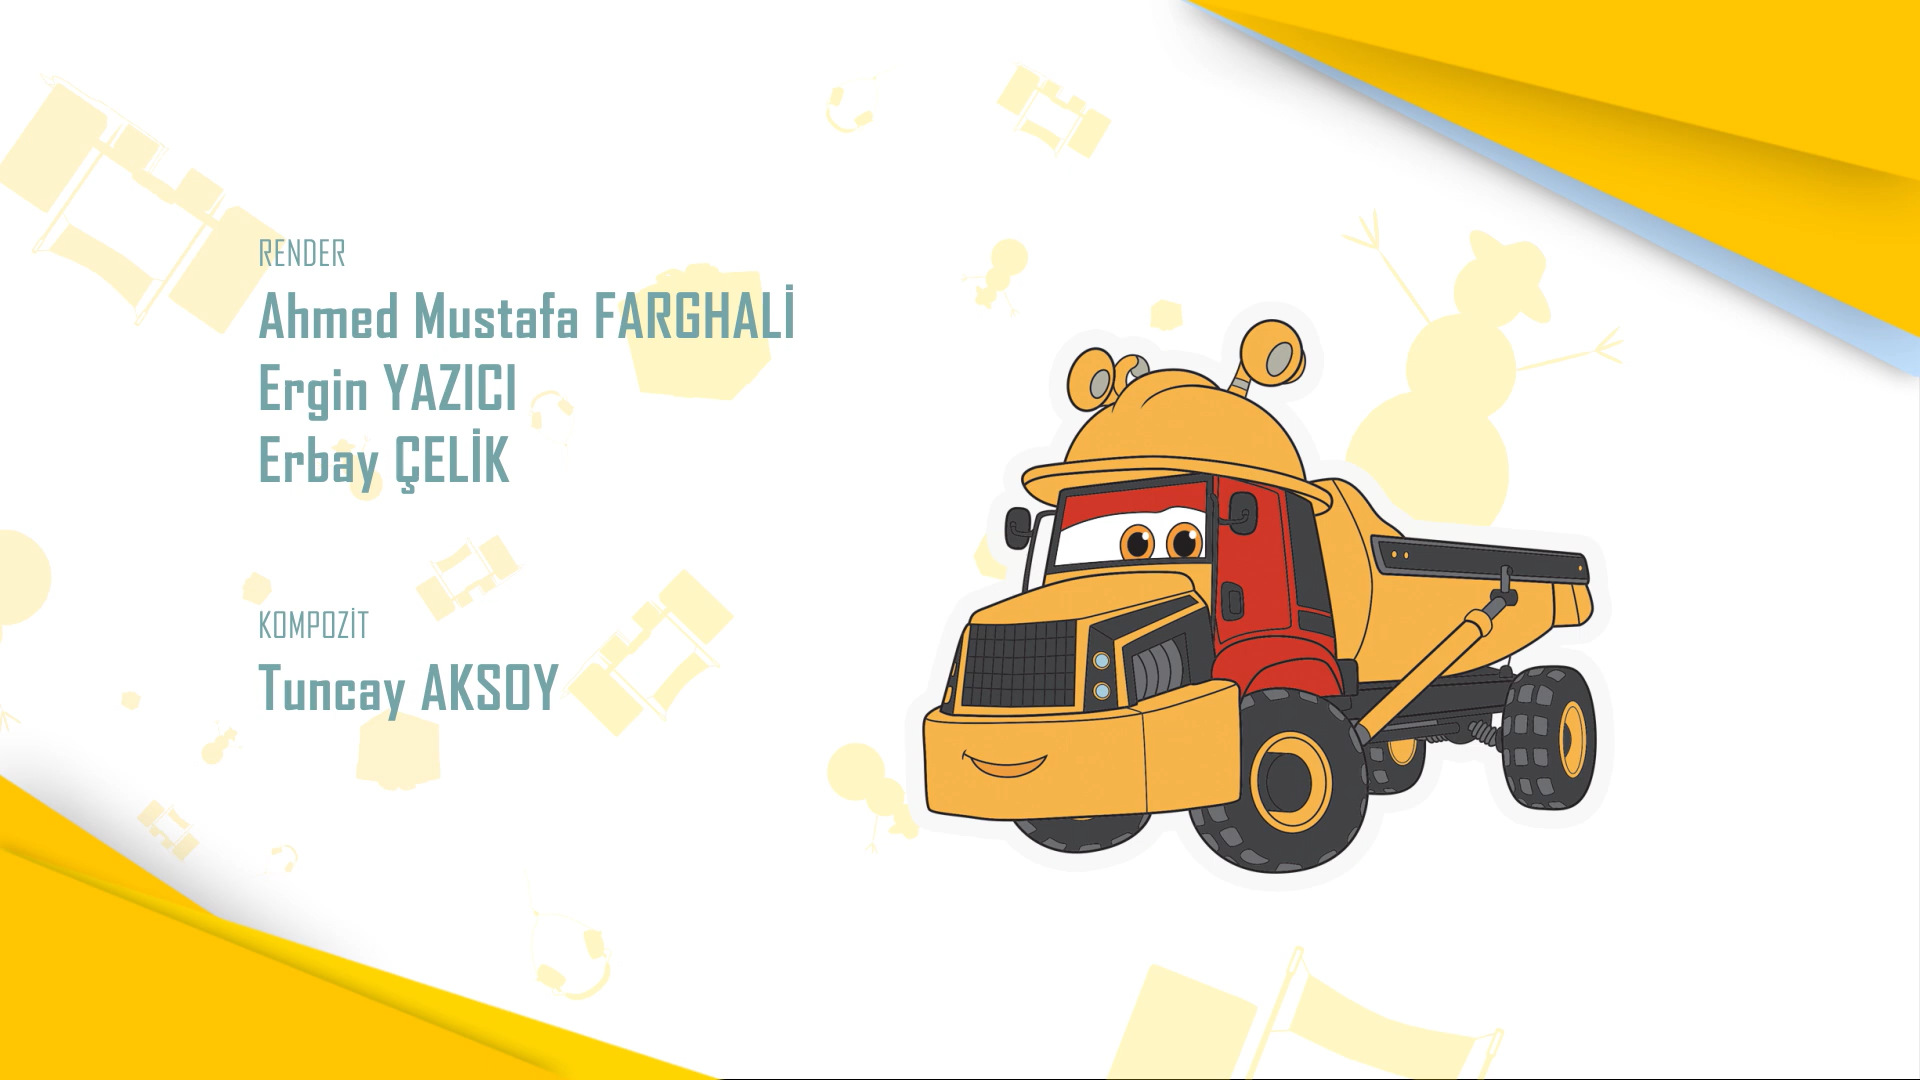 RENDER
Ahmed Mustafa FARGHALİ
Ergin YAZICI
Erbay ÇELİK
KOMPOZİT
Tuncay AKSOY